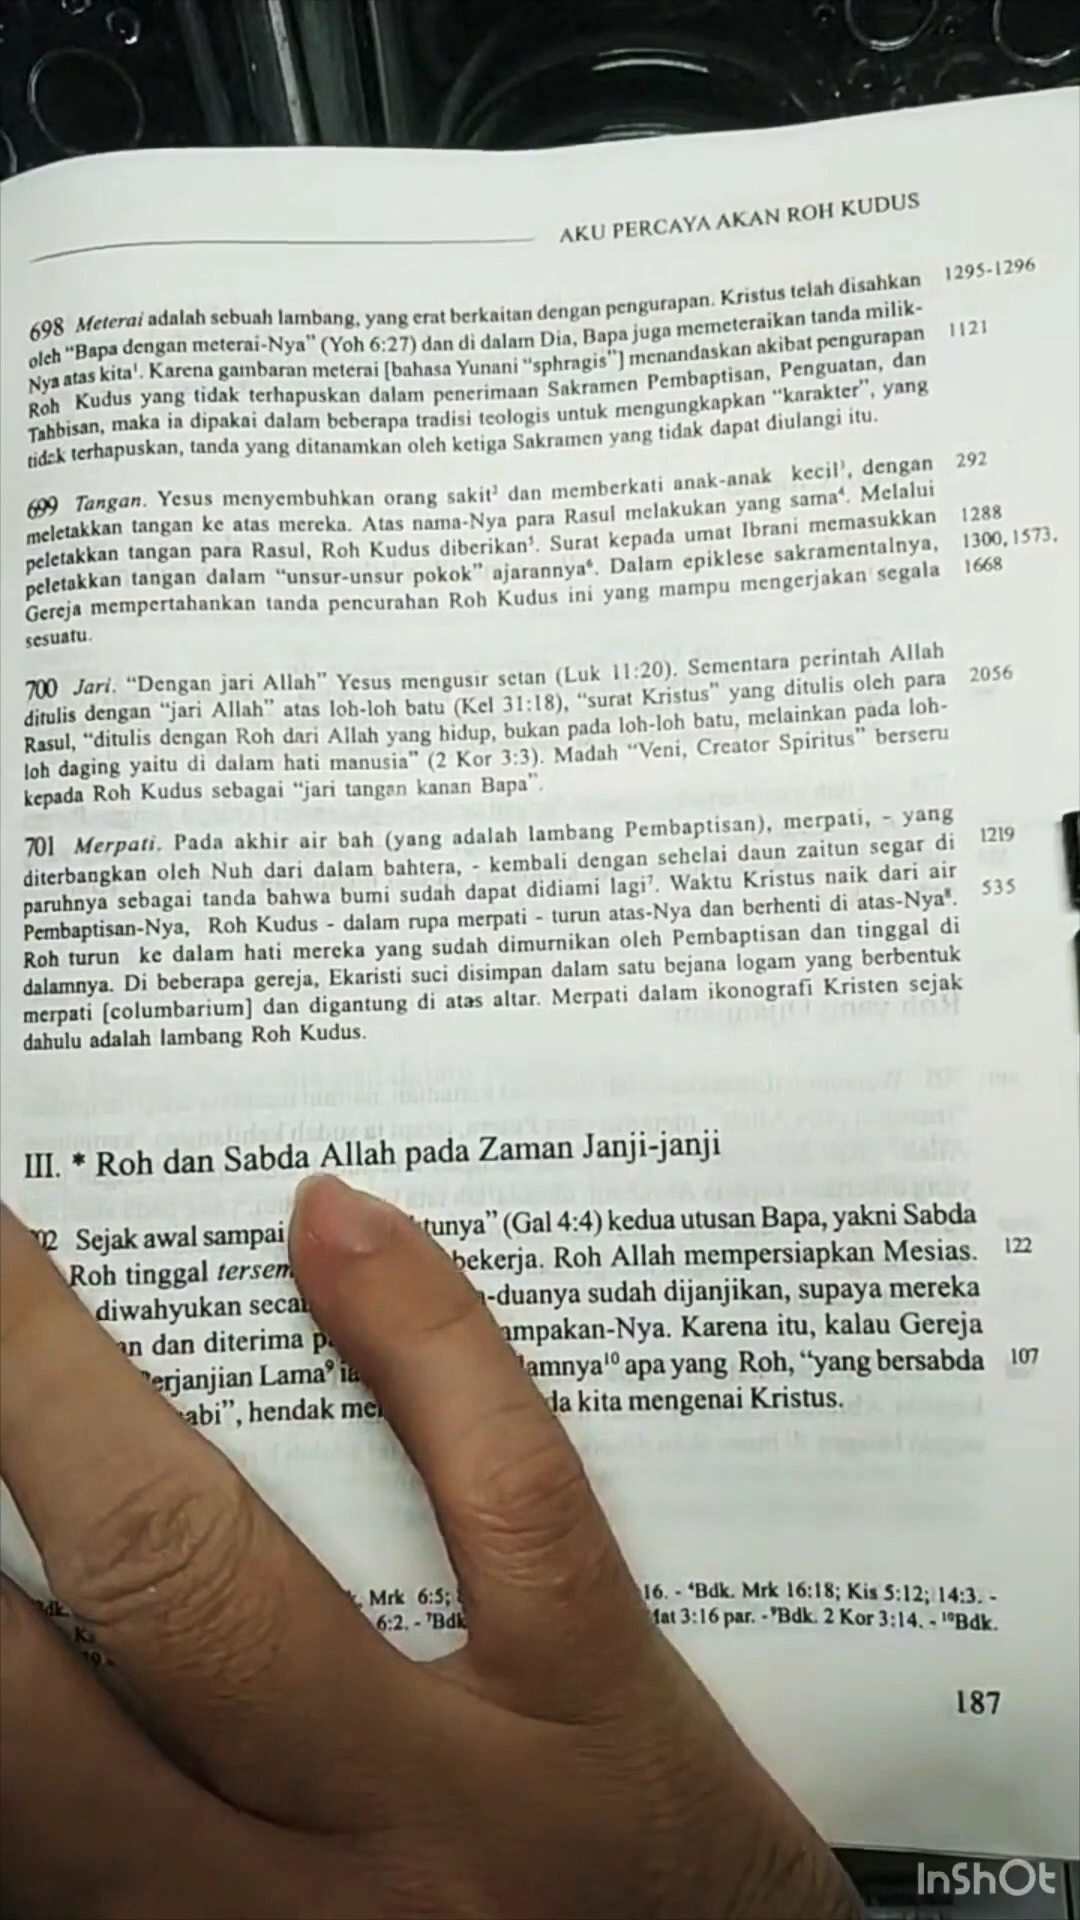 AKU PERCAYA AKAN ROH KUDUS
698 Meterai adalah sebuah lambang, yang erat berkaitan dengan pengurapan. Kristus telah disahkan 1295-1296
oleh “Bapa dengan meterai-Nya” (Yoh 6:27) dan di dalam Dia, Bapa juga memeteraikan tanda milik-
Nya atas kita¹. Karena gambaran meterai [bahasa Yunani “sphragis”] menandaskan akibat pengurapan 1121
Roh Kudus yang tidak terhapuskan dalam penerimaan Sakramen Pembaptisan, Penguatan, dan
Tahbisan, maka ia dipakai dalam beberapa tradisi teologis untuk mengungkapkan “karakter”, yang
tidak terhapuskan, tanda yang ditanamkan oleh ketiga Sakramen yang tidak dapat diulangi itu.
699 Tangan. Yesus menyembuhkan orang sakit² dan memberkati anak-anak kecil³, dengan 292
meletakkan tangan ke atas mereka. Atas nama-Nya para Rasul melakukan yang sama⁴. Melalui
peletakkan tangan para Rasul, Roh Kudus diberikan⁵. Surat kepada umat Ibrani memasukkan 1288
peletakkan tangan dalam “unsur-unsur pokok” ajarannya⁶. Dalam epiklese sakramentalnya, 1300, 1573,
Gereja mempertahankan tanda pencurahan Roh Kudus ini yang mampu mengerjakan segala 1668
sesuatu.
700 Jari. “Dengan jari Allah” Yesus mengusir setan (Luk 11:20). Sementara perintah Allah
ditulis dengan “jari Allah” atas loh-loh batu (Kel 31:18), “surat Kristus” yang ditulis oleh para 2056
Rasul, “ditulis dengan Roh dari Allah yang hidup, bukan pada loh-loh batu, melainkan pada loh-
loh daging yaitu di dalam hati manusia” (2 Kor 3:3). Madah “Veni, Creator Spiritus” berseru
kepada Roh Kudus sebagai “jari tangan kanan Bapa”.
701 Merpati. Pada akhir air bah (yang adalah lambang Pembaptisan), merpati, - yang
diterbangkan oleh Nuh dari dalam bahtera, - kembali dengan sehelai daun zaitun segar di 1219
paruhnya sebagai tanda bahwa bumi sudah dapat didiami lagi⁷. Waktu Kristus naik dari air
Pembaptisan-Nya, Roh Kudus - dalam rupa merpati - turun atas-Nya dan berhenti di atas-Nya⁸. 535
Roh turun ke dalam hati mereka yang sudah dimurnikan oleh Pembaptisan dan tinggal di
dalamnya. Di beberapa gereja, Ekaristi suci disimpan dalam satu bejana logam yang berbentuk
merpati [columbarium] dan digantung di atas altar. Merpati dalam ikonografi Kristen sejak
dahulu adalah lambang Roh Kudus.
III. * Roh dan Sabda Allah pada Zaman Janji-janji
02 Sejak awal sampai tunya” (Gal 4:4) kedua utusan Bapa, yakni Sabda
Roh tinggal tersem bekerja. Roh Allah mempersiapkan Mesias. 122
diwahyukan secar -duanya sudah dijanjikan, supaya mereka
an dan diterima p ampakan-Nya. Karena itu, kalau Gereja
erjanjian Lama⁹ ia lamnya¹⁰ apa yang Roh, “yang bersabda 107
abi”, hendak me da kita mengenai Kristus.
Mrk 6:5; 16. - ⁴Bdk. Mrk 16:18; Kis 5:12; 14:3. -
6:2. - ⁷Bdk Mat 3:16 par. - ⁹Bdk. 2 Kor 3:14. - ¹⁰Bdk.
187
InShOt